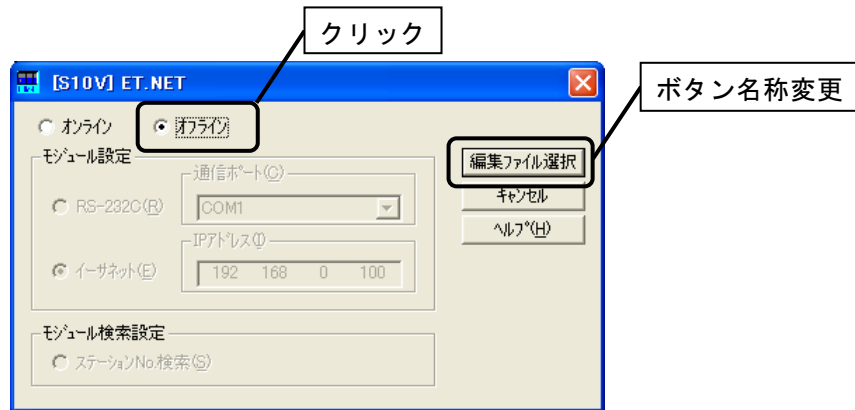 クリック
[S10V] ET.NET
ボタン名称変更
オンライン
オフライン
モジュール設定
編集ファイル選択
通信ポート(C)
キャンセル
RS-232C(R)
COM1
ヘルプ(H)
IPアドレス(I)
イーサネット(E)
192 168 0 100
モジュール検索設定
ステーションNo.検索(S)